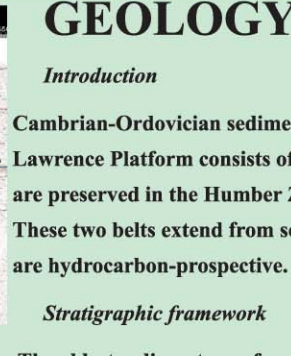 GEOLOGY
Introduction
Cambrian-Ordovician sedime
Lawrence Platform consists of
are preserved in the Humber
These two belts extend from s
are hydrocarbon-prospective.
Stratigraphic framework